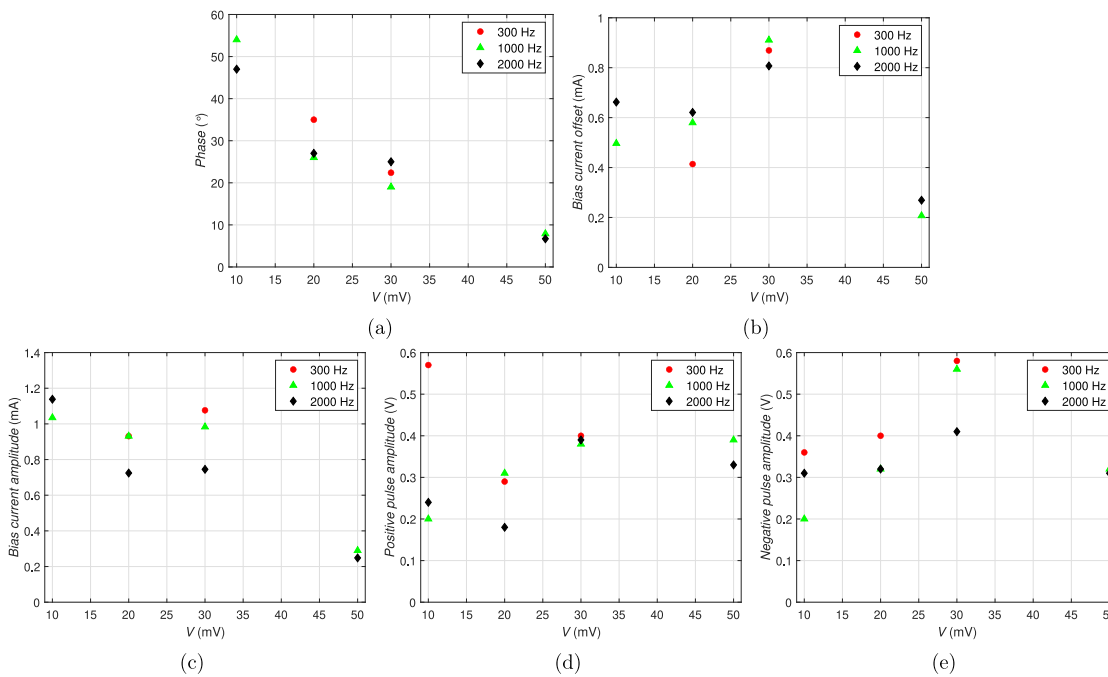 60
50
40
30
20
10
0
Phase (°)
300 Hz
1000 Hz
2000 Hz
10 15 20 25 30 35 40 45 50
V (mV)
(a)
1
0.8
0.6
0.4
0.2
0
Bias current offset (mA)
300 Hz
1000 Hz
2000 Hz
10 15 20 25 30 35 40 45 50
V (mV)
(b)
1.4
1.2
1
0.8
0.6
0.4
0.2
0
Bias current amplitude (mA)
300 Hz
1000 Hz
2000 Hz
10 15 20 25 30 35 40 45 50
V (mV)
(c)
0.6
0.5
0.4
0.3
0.2
0.1
0
Positive pulse amplitude (V)
300 Hz
1000 Hz
2000 Hz
10 15 20 25 30 35 40 45 50
V (mV)
(d)
0.6
0.5
0.4
0.3
0.2
0.1
0
Negative pulse amplitude (V)
300 Hz
1000 Hz
2000 Hz
10 15 20 25 30 35 40 45
V (mV)
(e)